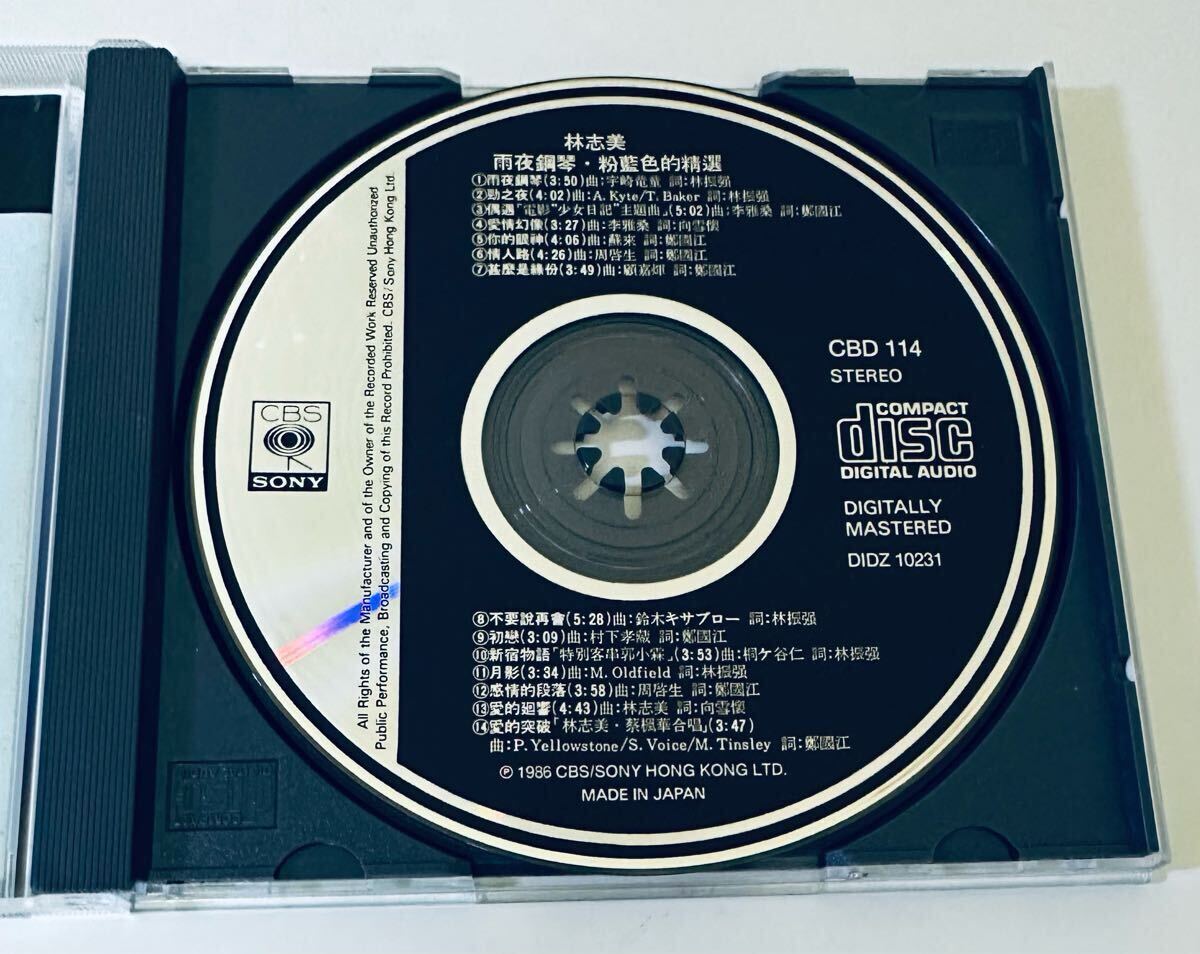 林志美
雨夜鋼琴・粉藍色的精選
①雨夜鋼琴(3:50)曲:宇崎竜童 詞:林振强
②勁之夜(4:02)曲:A. Kyte/T. Baker 詞:林振强
③偶遇「電影"少女日記"主題曲」(5:02)曲:李雅桑 詞:鄭國江
④愛情幻像(3:27)曲:李雅桑 詞:向雪懷
⑤你的眼神(4:06)曲:蘇來 詞:鄭國江
⑥情人路(4:26)曲:周啓生 詞:鄭國江
⑦甚麼是緣份(3:49)曲:顧嘉煇 詞:鄭國江
All Rights of the Manufacturer and of the Owner of the Recorded Work Reserved Unauthorized
Public Performance, Broadcasting and Copying of this Record Prohibited. CBS/Sony Hong Kong Ltd.
CBS
SONY
CBD 114
STEREO
COMPACT
disc
DIGITAL AUDIO
DIGITALLY
MASTERED
DIDZ 10231
⑧不要說再會(5:28)曲:鈴木キサブロー 詞:林振强
⑨初戀(3:09)曲:村下孝蔵 詞:鄭國江
⑩新宿物語「特別客串郭小霖」(3:53)曲:桐ケ谷仁 詞:林振强
⑪月影(3:34)曲:M. Oldfield 詞:林振强
⑫感情的段落(3:58)曲:周啓生 詞:鄭國江
⑬愛的廻響(4:43)曲:林志美 詞:向雪懷
⑭愛的突破「林志美・蔡楓華合唱」(3:47)
曲:P. Yellowstone/S. Voice/M. Tinsley 詞:鄭國江
℗ 1986 CBS/SONY HONG KONG LTD.
MADE IN JAPAN